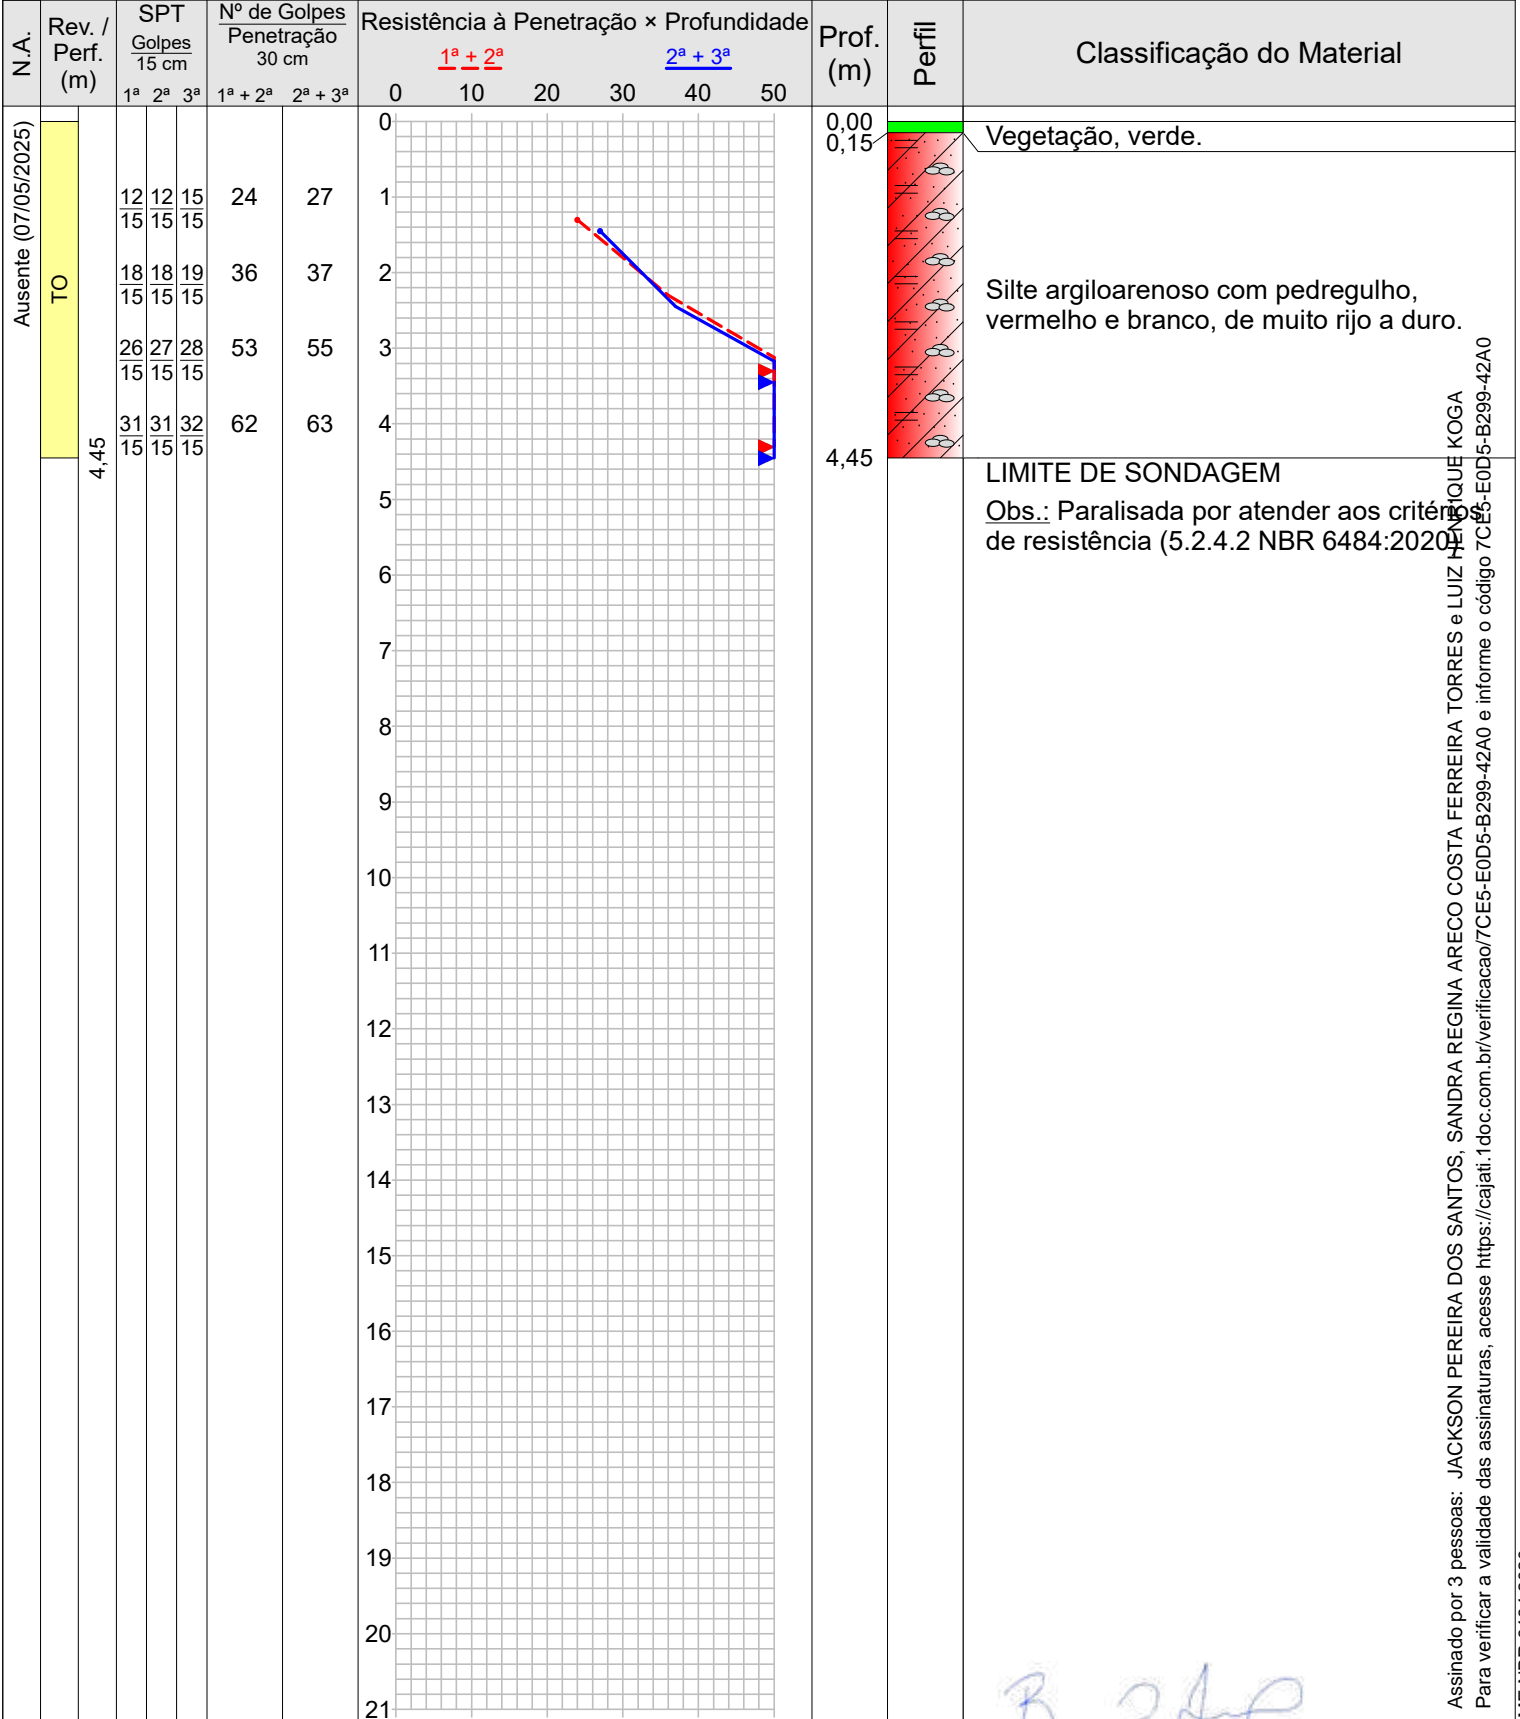 N.A.
Rev. /
Perf.
(m)
SPT
Golpes
15 cm
1ª 2ª 3ª
Nº de Golpes
Penetração
30 cm
1ª + 2ª 2ª + 3ª
Resistência à Penetração × Profundidade
1ª + 2ª 2ª + 3ª
0 10 20 30 40 50
Prof.
(m)
Perfil
Classificação do Material
Ausente (07/05/2025)
TO
4,45
12 12 15 24 27
15 15 15
18 18 19 36 37
15 15 15
26 27 28 53 55
15 15 15
31 31 32 62 63
15 15 15
0
1
2
3
4
5
6
7
8
9
10
11
12
13
14
15
16
17
18
19
20
21
0,00
0,15
4,45
Vegetação, verde.
Silte argiloarenoso com pedregulho,
vermelho e branco, de muito rijo a duro.
LIMITE DE SONDAGEM
Obs.: Paralisada por atender aos critérios
de resistência (5.2.4.2 NBR 6484:2020).
Assinado por 3 pessoas: JACKSON PEREIRA DOS SANTOS, SANDRA REGINA ARECO COSTA FERREIRA TORRES e LUIZ HENRIQUE KOGA
Para verificar a validade das assinaturas, acesse https://cajati.1doc.com.br/verificacao/7CE5-E0D5-B299-42A0 e informe o código 7CE5-E0D5-B299-42A0